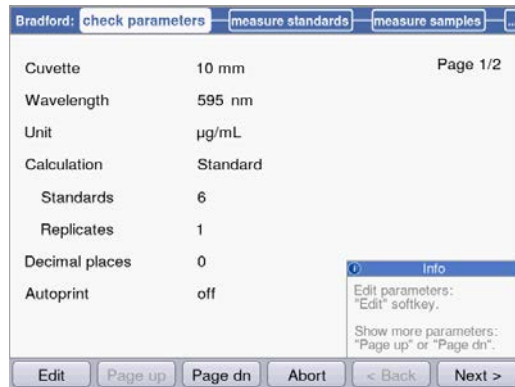 Bradford: check parameters measure standards measure samples ...
Page 1/2
Cuvette 10 mm
Wavelength 595 nm
Unit µg/mL
Calculation Standard
Standards 6
Replicates 1
Decimal places 0
Autoprint off
Info
Edit parameters:
"Edit" softkey.
Show more parameters:
"Page up" or "Page dn".
Edit Page up Page dn Abort < Back Next >